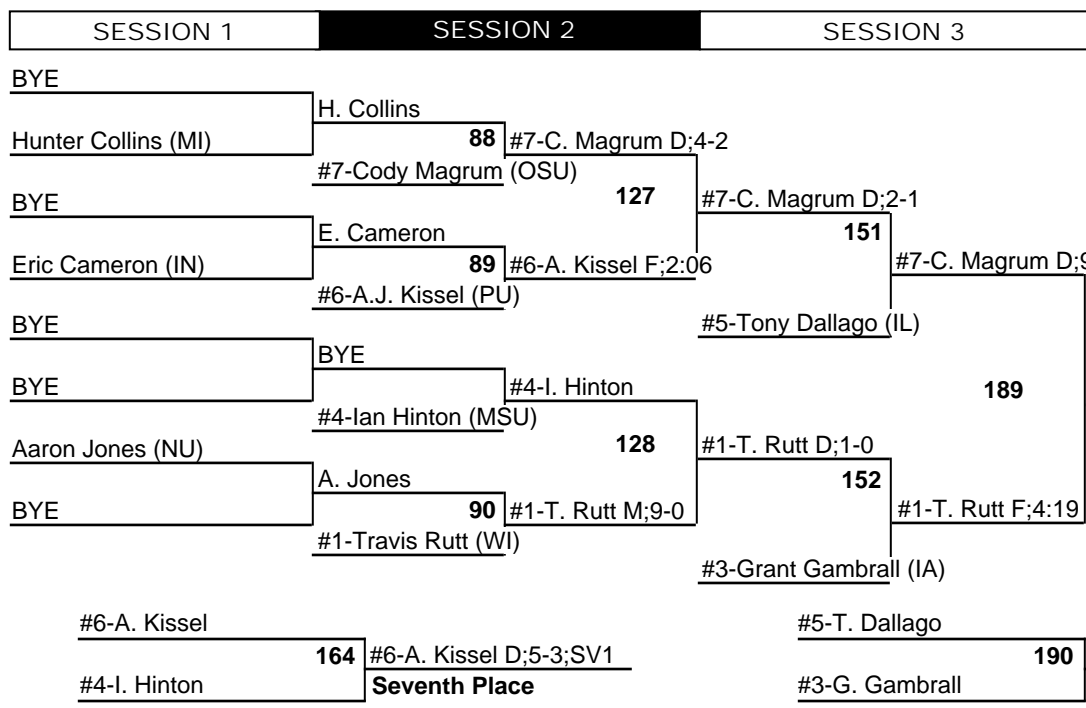 SESSION 1 SESSION 2 SESSION 3
BYE
H. Collins
Hunter Collins (MI) 88 #7-C. Magrum D;4-2
#7-Cody Magrum (OSU)
BYE 127 #7-C. Magrum D;2-1
E. Cameron 151
Eric Cameron (IN) 89 #6-A. Kissel F;2:06 #7-C. Magrum D;9
#6-A.J. Kissel (PU)
BYE #5-Tony Dallago (IL)
BYE
BYE #4-I. Hinton 189
#4-Ian Hinton (MSU)
Aaron Jones (NU) 128 #1-T. Rutt D;1-0
A. Jones 152
BYE 90 #1-T. Rutt M;9-0 #1-T. Rutt F;4:19
#1-Travis Rutt (WI)
#3-Grant Gambrall (IA)
#6-A. Kissel #5-T. Dallago
164 #6-A. Kissel D;5-3;SV1 190
#4-I. Hinton Seventh Place #3-G. Gambrall